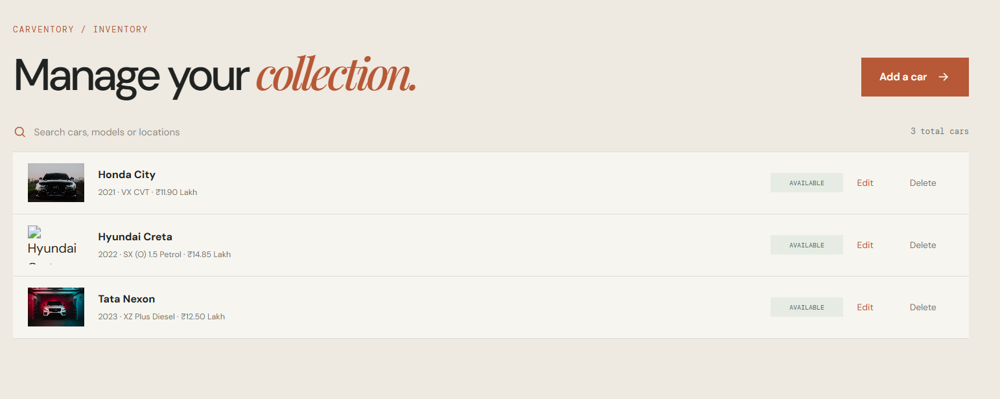 CARVENTORY / INVENTORY
Manage your collection.
Add a car →
Search cars, models or locations
3 total cars
Honda City
2021 · VX CVT · ₹11.90 Lakh
AVAILABLE
Edit
Delete
Hyundai
Hyundai Creta
2022 · SX (O) 1.5 Petrol · ₹14.85 Lakh
AVAILABLE
Edit
Delete
Tata Nexon
2023 · XZ Plus Diesel · ₹12.50 Lakh
AVAILABLE
Edit
Delete